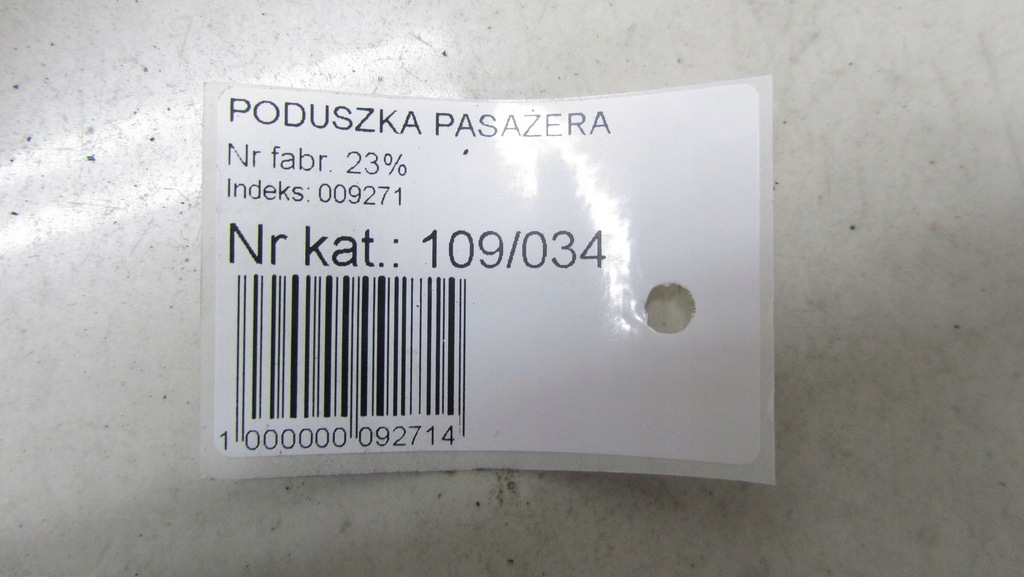 PODUSZKA PASAŻERA
Nr fabr. 23%
Indeks: 009271
Nr kat.: 109/034
1 000000 092714